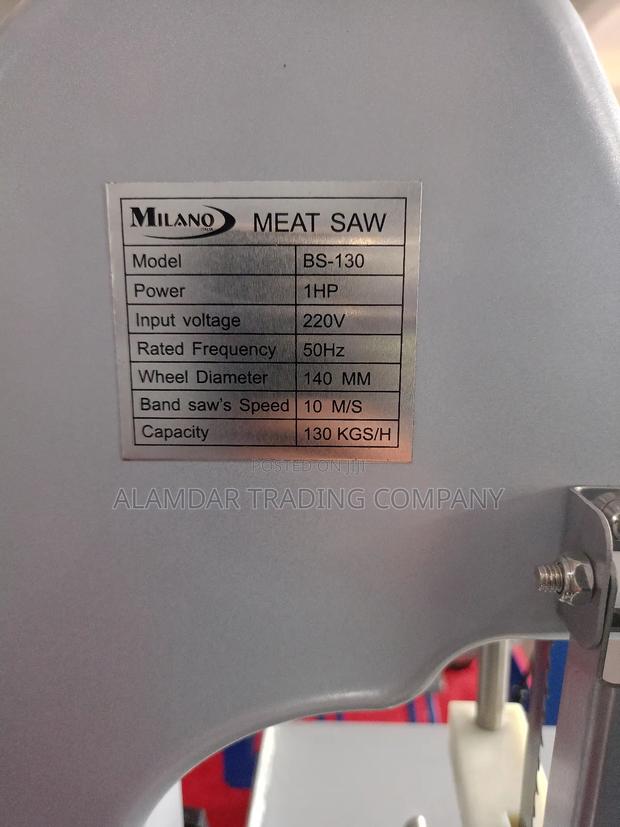 MILANO ITALIA MEAT SAW
Model BS-130
Power 1HP
Input voltage 220V
Rated Frequency 50Hz
Wheel Diameter 140 MM
Band saw's Speed 10 M/S
Capacity 130 KGS/H
POSTED ON JIJI
ALAMDAR TRADING COMPANY